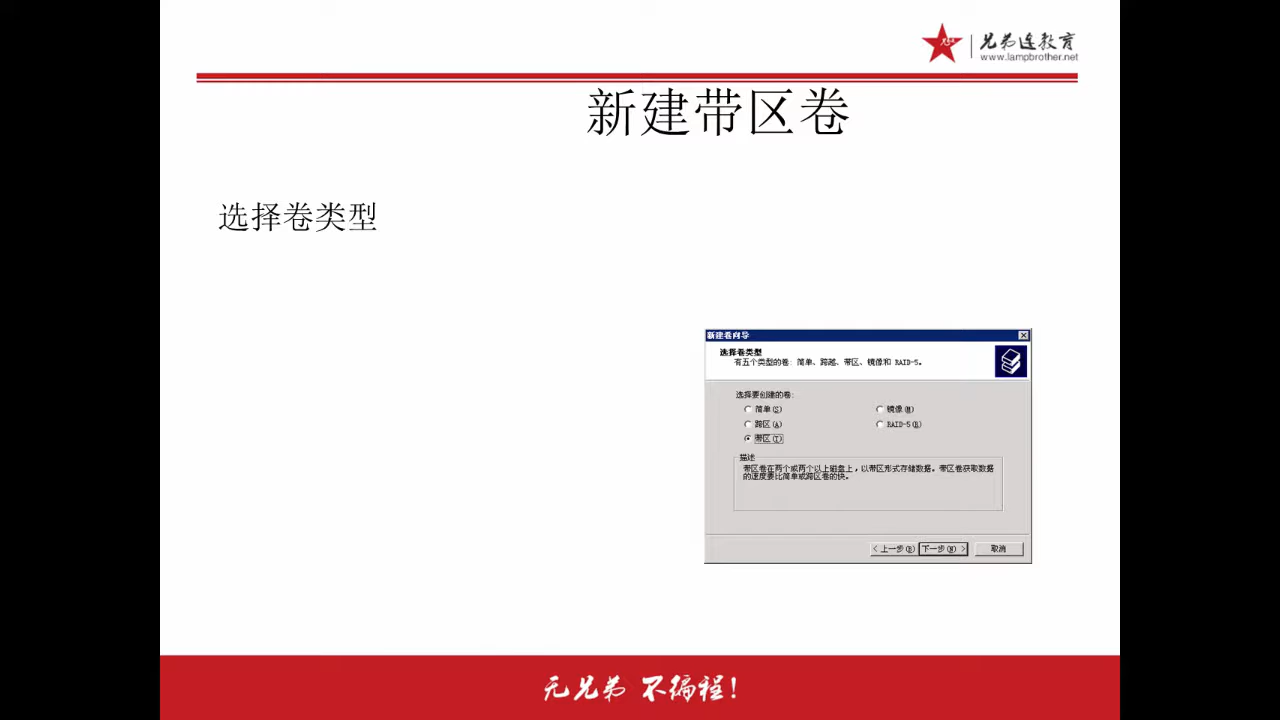 兄弟连教育
www.lampbrother.net
新建带区卷
选择卷类型
新建卷向导
选择卷类型
有五个类型的卷: 简单、跨越、带区、镜像和 RAID-5。
选择要创建的卷:
简单(S)
镜像(M)
跨区(A)
RAID-5(R)
带区(T)
描述
带区卷在两个或两个以上磁盘上，以带区形式存储数据。带区卷获取数据
的速度要比简单或跨区卷的快。
< 上一步(B)
下一步(N) >
取消
无兄弟 不编程!